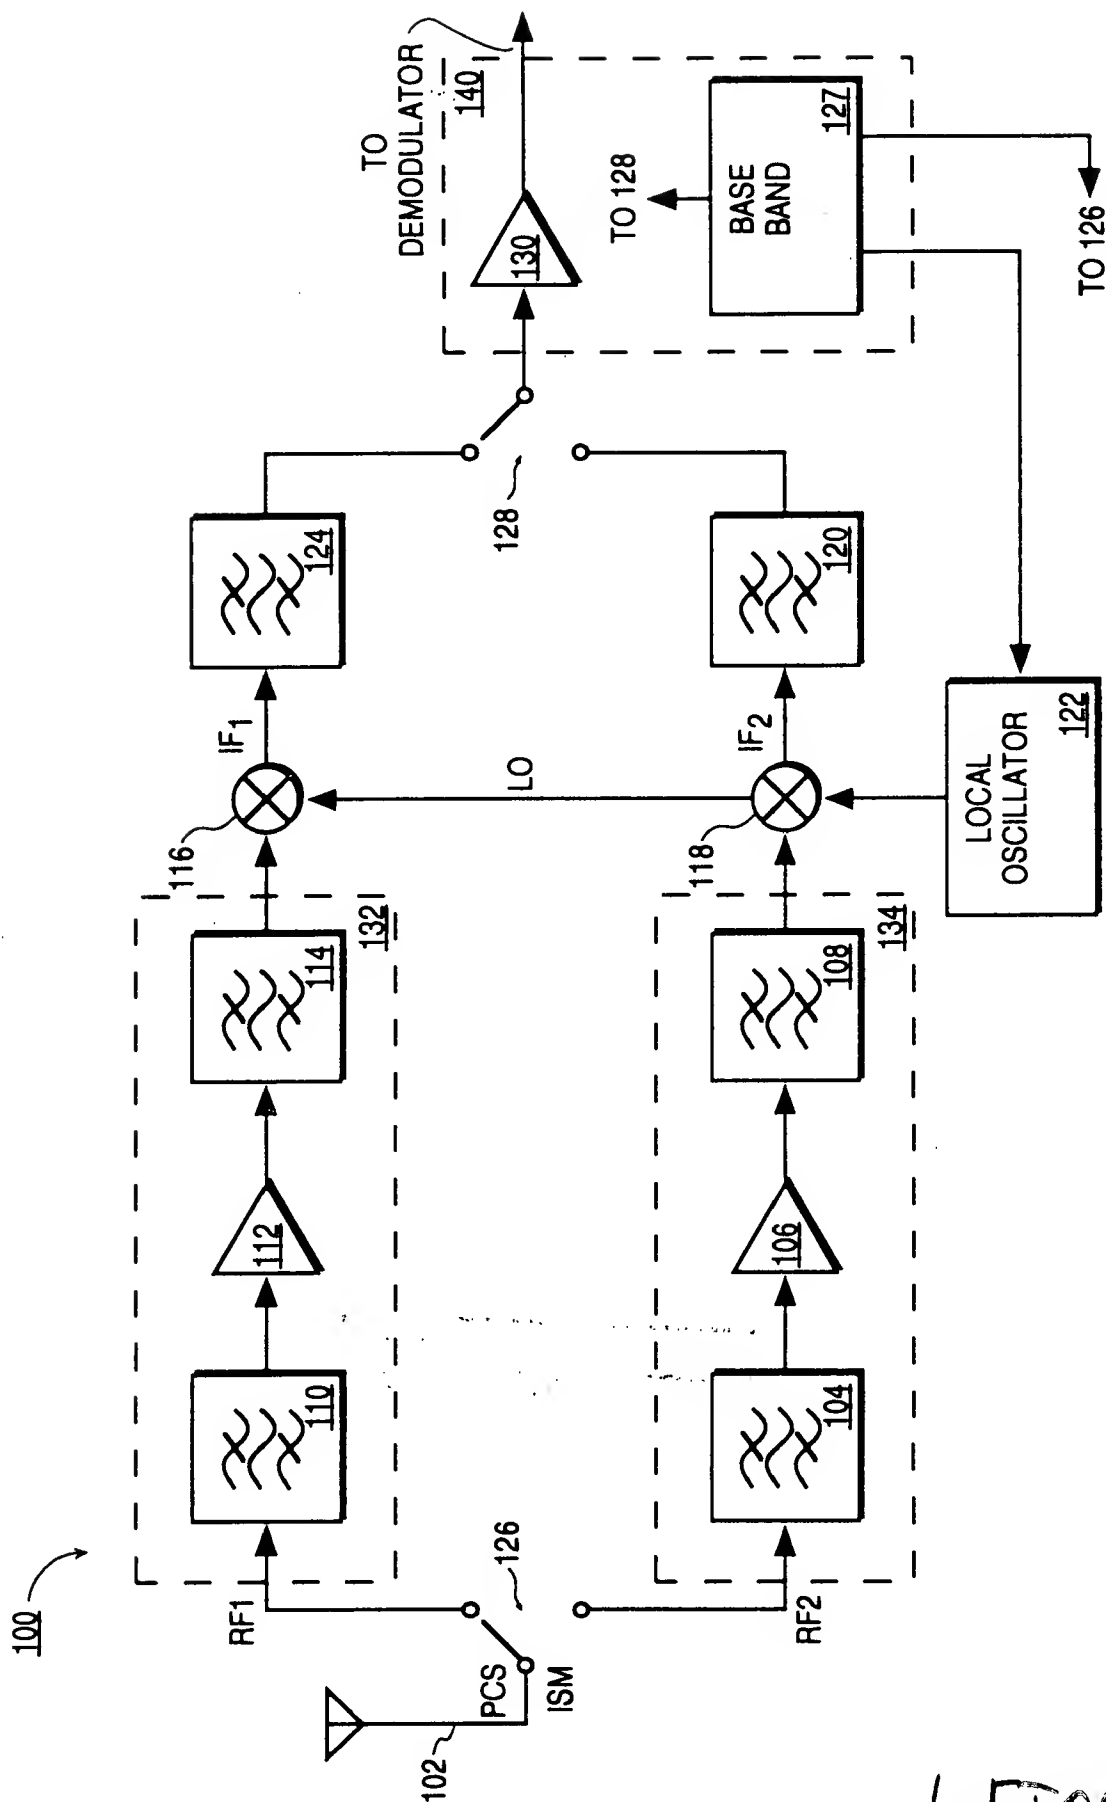 100
102
PCS
ISM
126
RF1
RF2
110
112
114
132
104
106
108
134
116
118
IF1
IF2
LO
124
120
LOCAL
OSCILLATOR
122
128
130
140
TO
DEMODULATOR
TO 128
BASE
BAND
127
TO 126